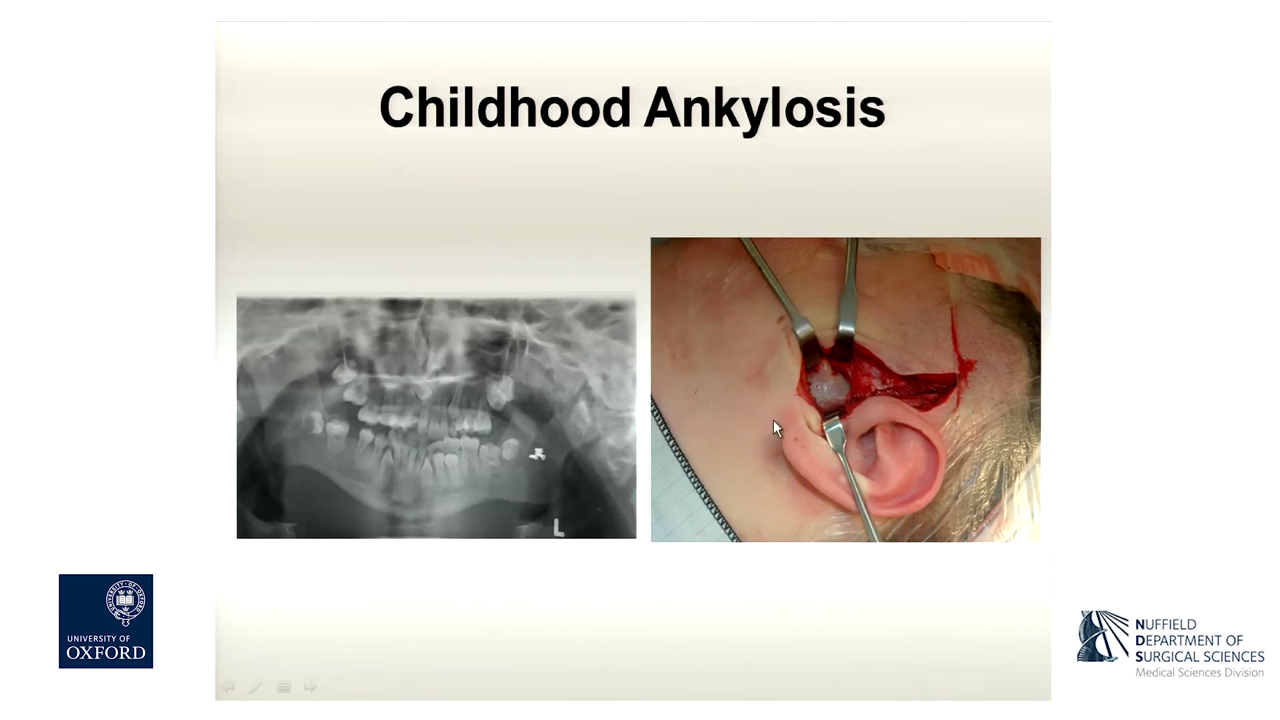 Childhood Ankylosis
L
UNIVERSITY OF
OXFORD
NUFFIELD
DEPARTMENT OF
SURGICAL SCIENCES
Medical Sciences Division